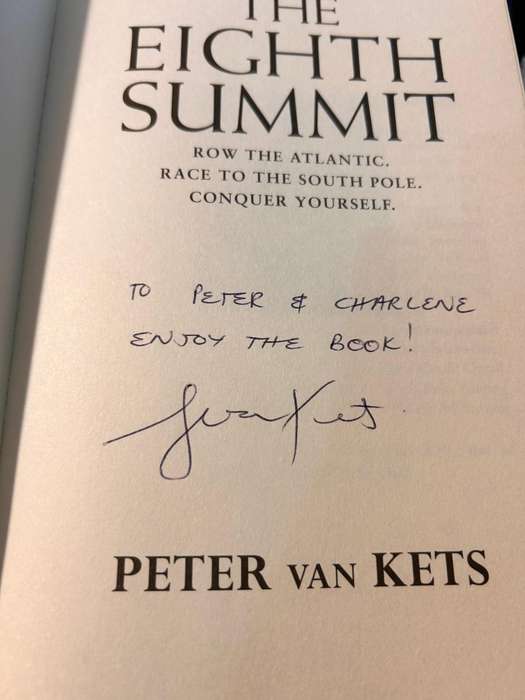 THE
EIGHTH
SUMMIT
ROW THE ATLANTIC.
RACE TO THE SOUTH POLE.
CONQUER YOURSELF.
TO PETER & CHARLENE
ENJOY THE BOOK!
PETER VAN KETS